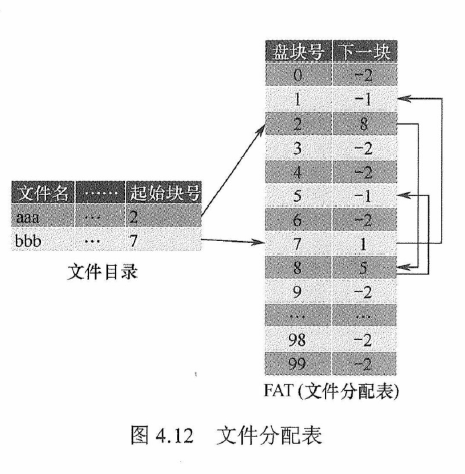 盘块号 下一块
0 -2
1 -1
2 8
3 -2
4 -2
5 -1
6 -2
7 1
8 5
9 -2
... ...
98 -2
99 -2
FAT (文件分配表)
文件名 …… 起始块号
aaa … 2
bbb … 7
文件目录
图 4.12 文件分配表